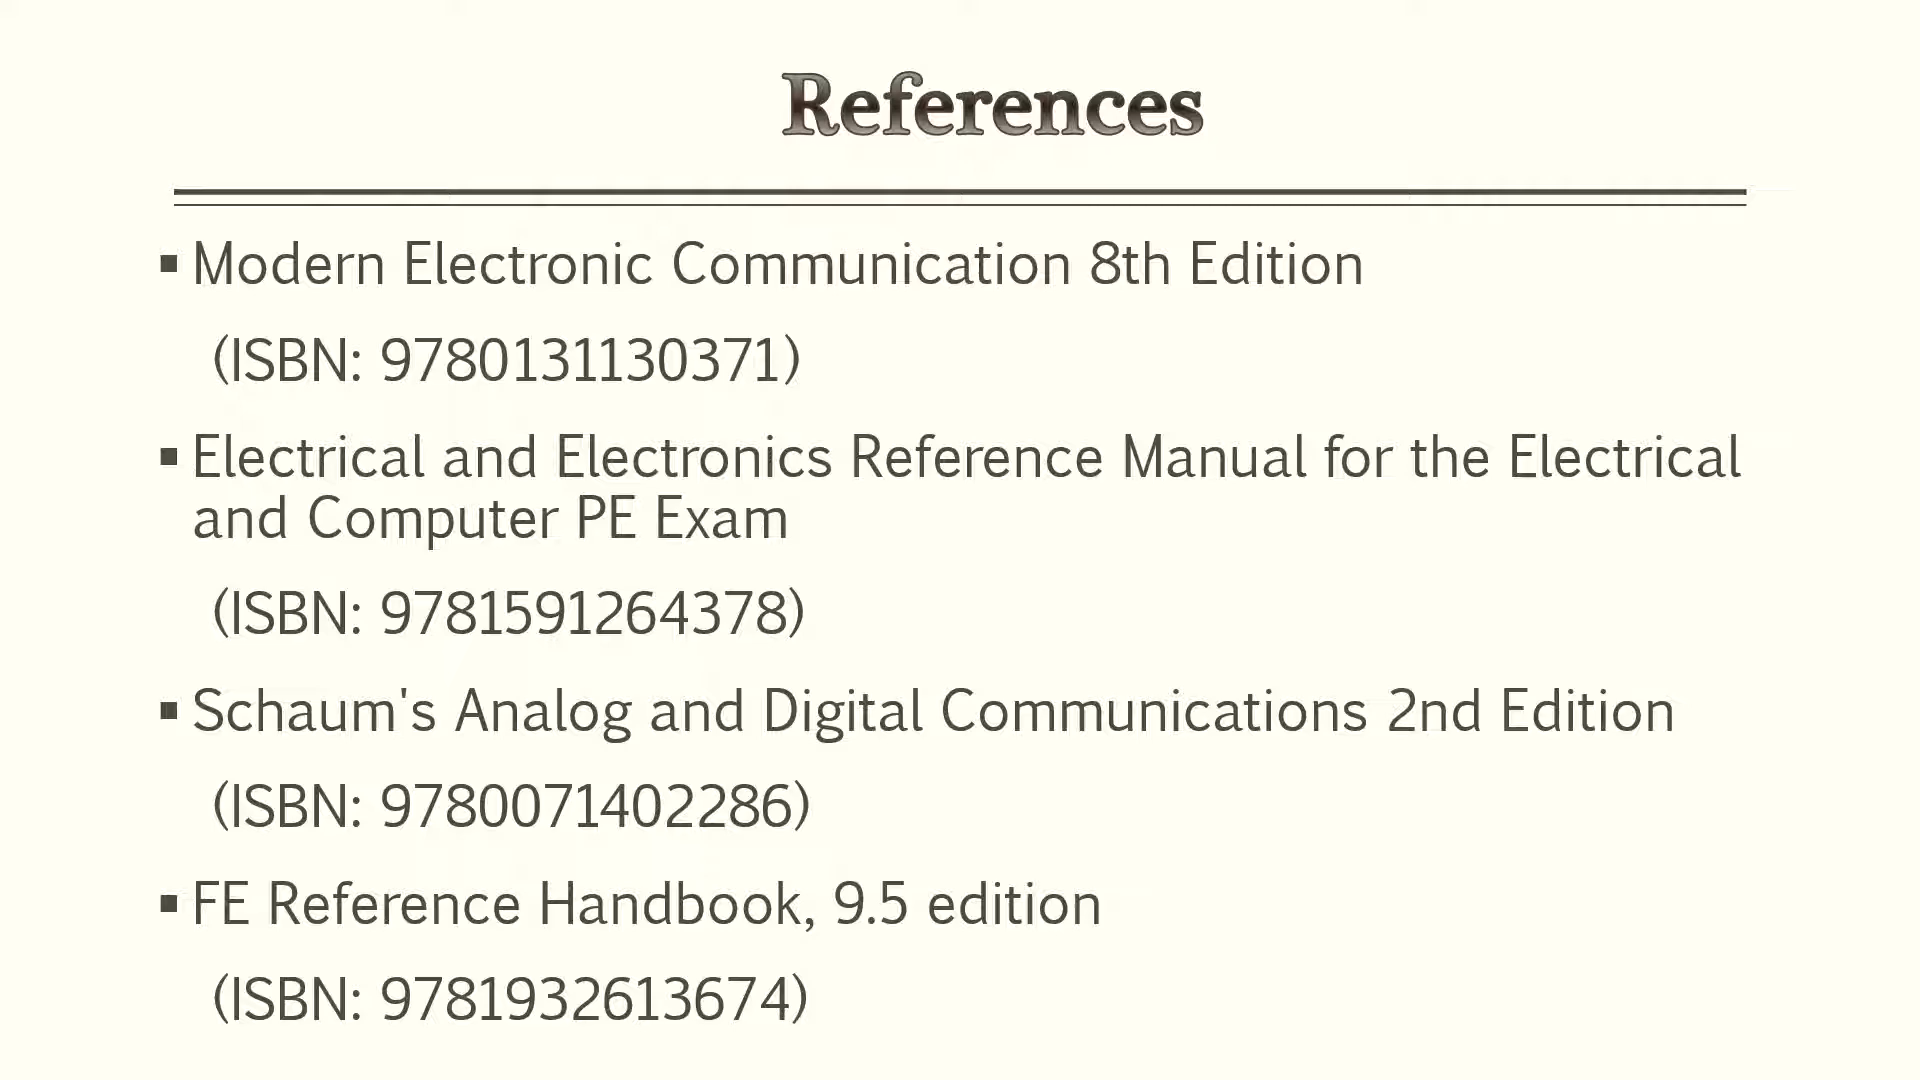 References
▪ Modern Electronic Communication 8th Edition
(ISBN: 9780131130371)
▪ Electrical and Electronics Reference Manual for the Electrical
and Computer PE Exam
(ISBN: 9781591264378)
▪ Schaum's Analog and Digital Communications 2nd Edition
(ISBN: 9780071402286)
▪ FE Reference Handbook, 9.5 edition
(ISBN: 9781932613674)